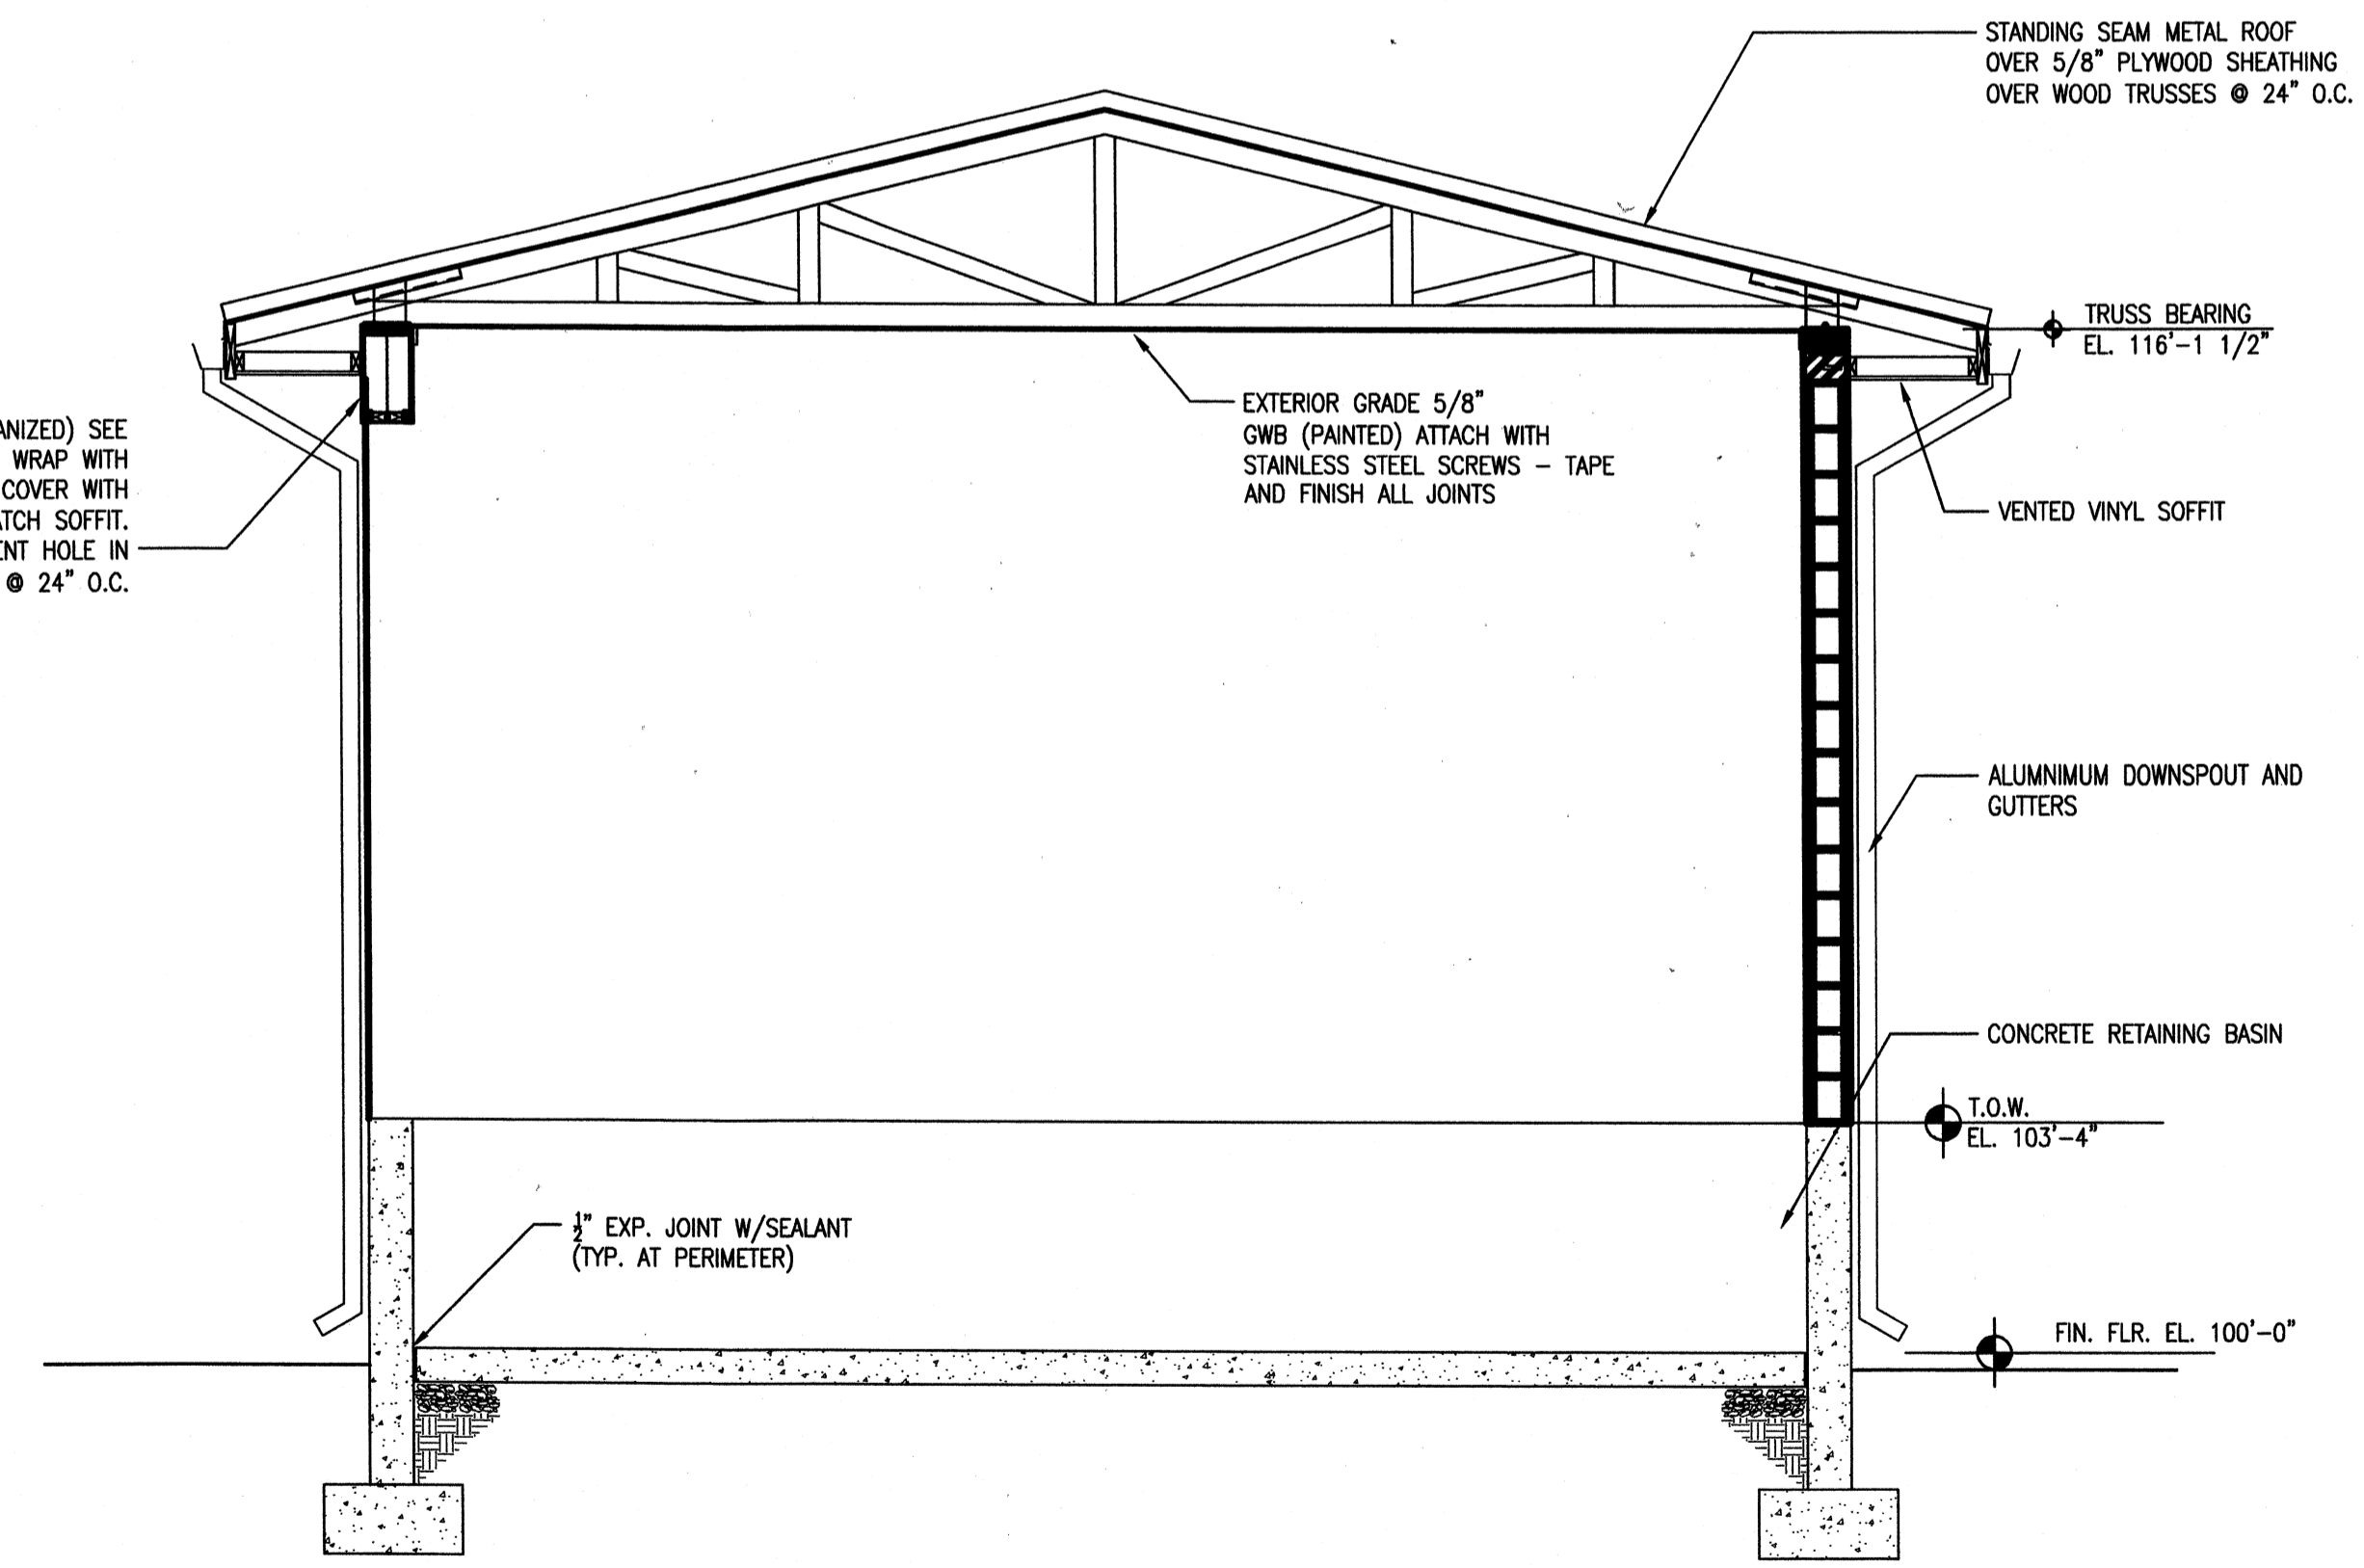 STANDING SEAM METAL ROOF
OVER 5/8" PLYWOOD SHEATHING
OVER WOOD TRUSSES @ 24" O.C.
TRUSS BEARING
EL. 116'-1 1/2"
EXTERIOR GRADE 5/8"
GWB (PAINTED) ATTACH WITH
STAINLESS STEEL SCREWS – TAPE
AND FINISH ALL JOINTS
SEE
WRAP WITH
COVER WITH
SOFFIT.
HOLE IN
@ 24" O.C.
VENTED VINYL SOFFIT
ALUMNIMUM DOWNSPOUT AND
GUTTERS
CONCRETE RETAINING BASIN
T.O.W.
EL. 103'-4"
½" EXP. JOINT W/SEALANT
(TYP. AT PERIMETER)
FIN. FLR. EL. 100'-0"